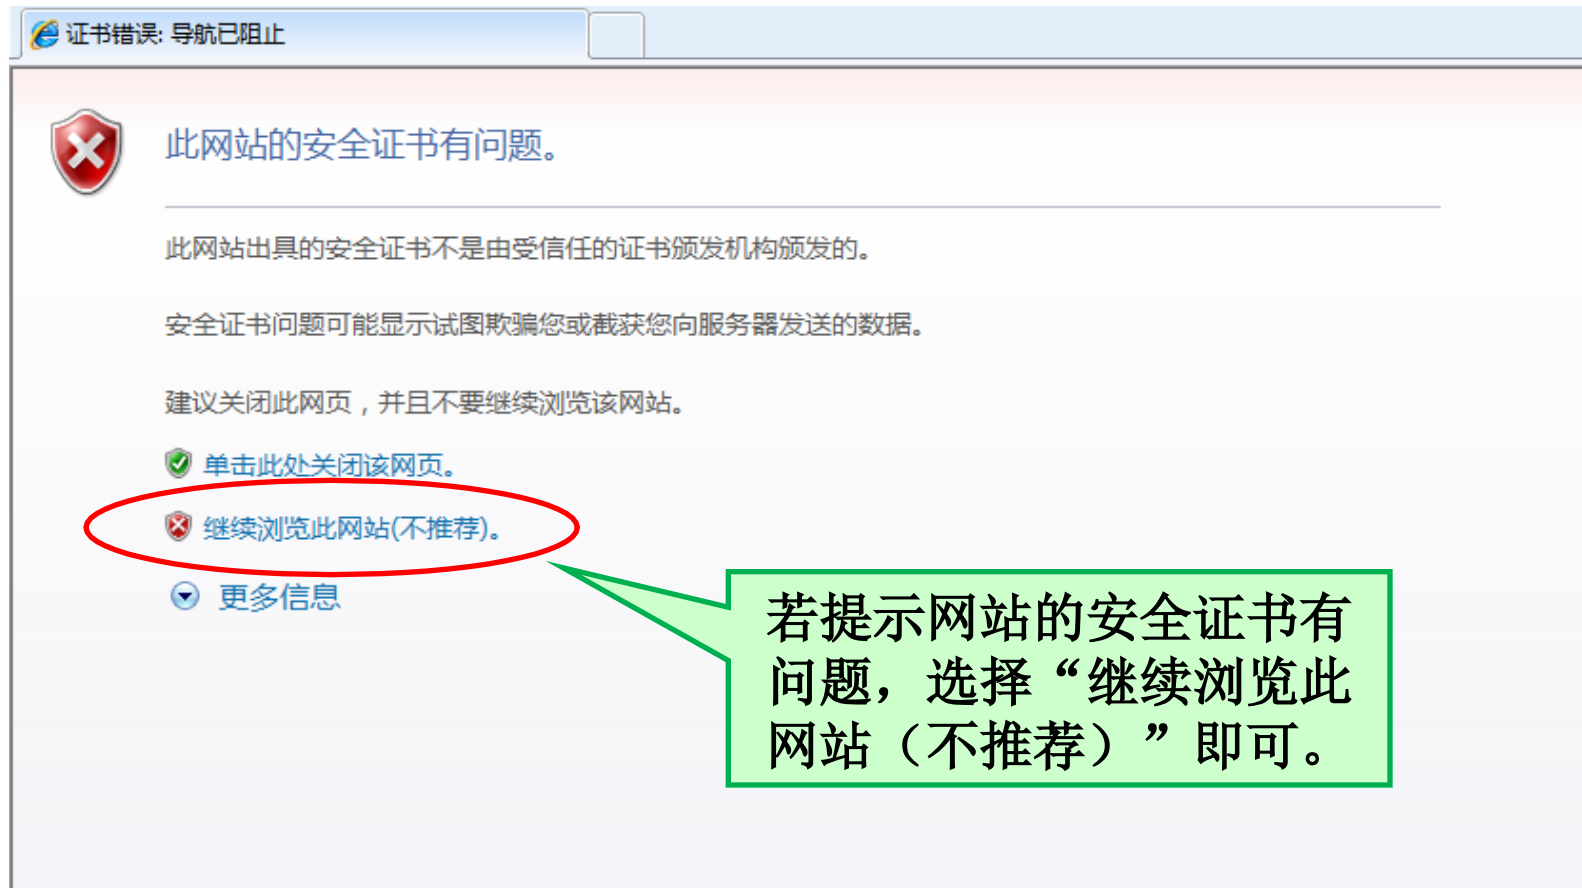 证书错误: 导航已阻止
此网站的安全证书有问题。
此网站出具的安全证书不是由受信任的证书颁发机构颁发的。
安全证书问题可能显示试图欺骗您或截获您向服务器发送的数据。
建议关闭此网页，并且不要继续浏览该网站。
单击此处关闭该网页。
继续浏览此网站(不推荐)。
更多信息
若提示网站的安全证书有
问题，选择“继续浏览此
网站（不推荐）”即可。